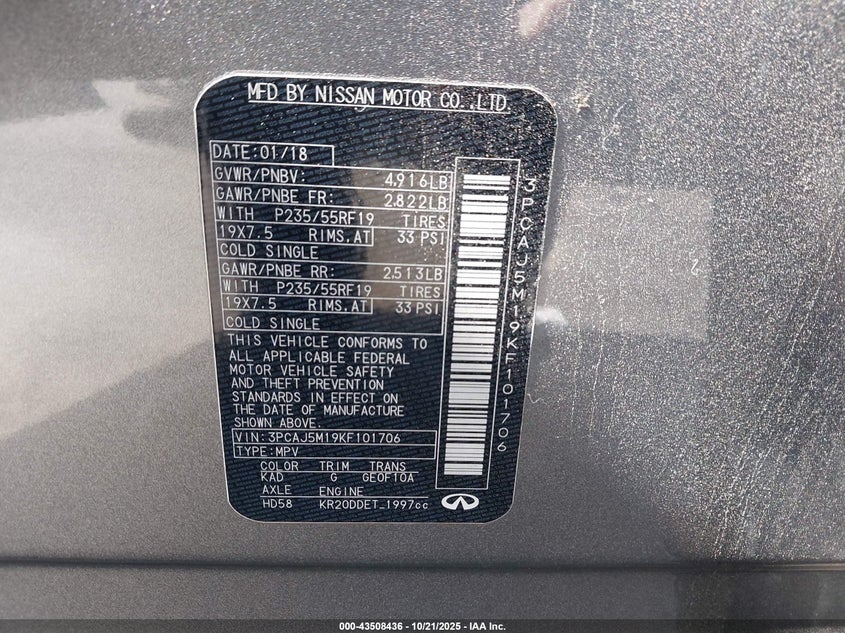 MFD BY NISSAN MOTOR CO.,LTD.
DATE:01/18
GVWR/PNBV: 4,916LB
GAWR/PNBE FR: 2,822LB
WITH P235/55RF19 TIRES
19X7.5 RIMS.AT 33 PSI
COLD SINGLE
GAWR/PNBE RR: 2,513LB
WITH P235/55RF19 TIRES
19X7.5 RIMS.AT 33 PSI
COLD SINGLE
THIS VEHICLE CONFORMS TO
ALL APPLICABLE FEDERAL
MOTOR VEHICLE SAFETY
AND THEFT PREVENTION
STANDARDS IN EFFECT ON
THE DATE OF MANUFACTURE
SHOWN ABOVE.
VIN:3PCAJ5M19KF101706
TYPE:MPV
COLOR TRIM TRANS
KAD G GE0F10A
AXLE ENGINE
HD58 KR20DDET_1997cc
3PCAJ5M19KF101706
000-43508436 - 10/21/2025 - IAA Inc.